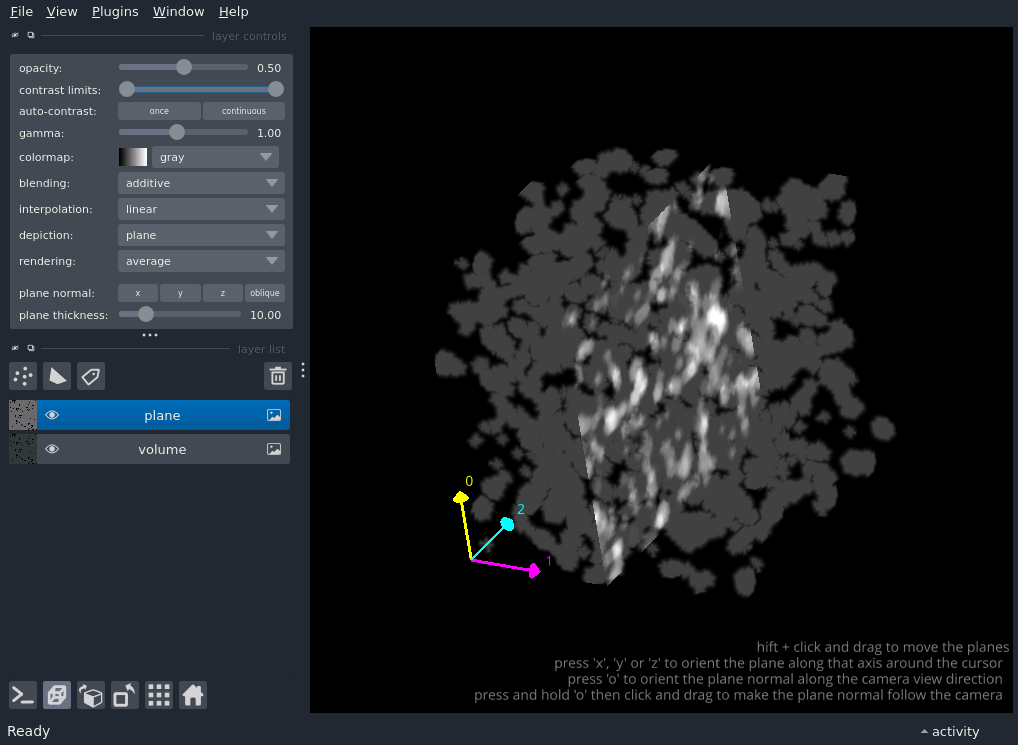 File View Plugins Window Help
layer controls
opacity: 0.50
contrast limits:
auto-contrast: once continuous
gamma: 1.00
colormap: gray
blending: additive
interpolation: linear
depiction: plane
rendering: average
plane normal: x y z oblique
plane thickness: 10.00
layer list
plane
volume
0
2
1
hift + click and drag to move the planes
press 'x', 'y' or 'z' to orient the plane along that axis around the cursor
press 'o' to orient the plane normal along the camera view direction
press and hold 'o' then click and drag to make the plane normal follow the camera
Ready activity